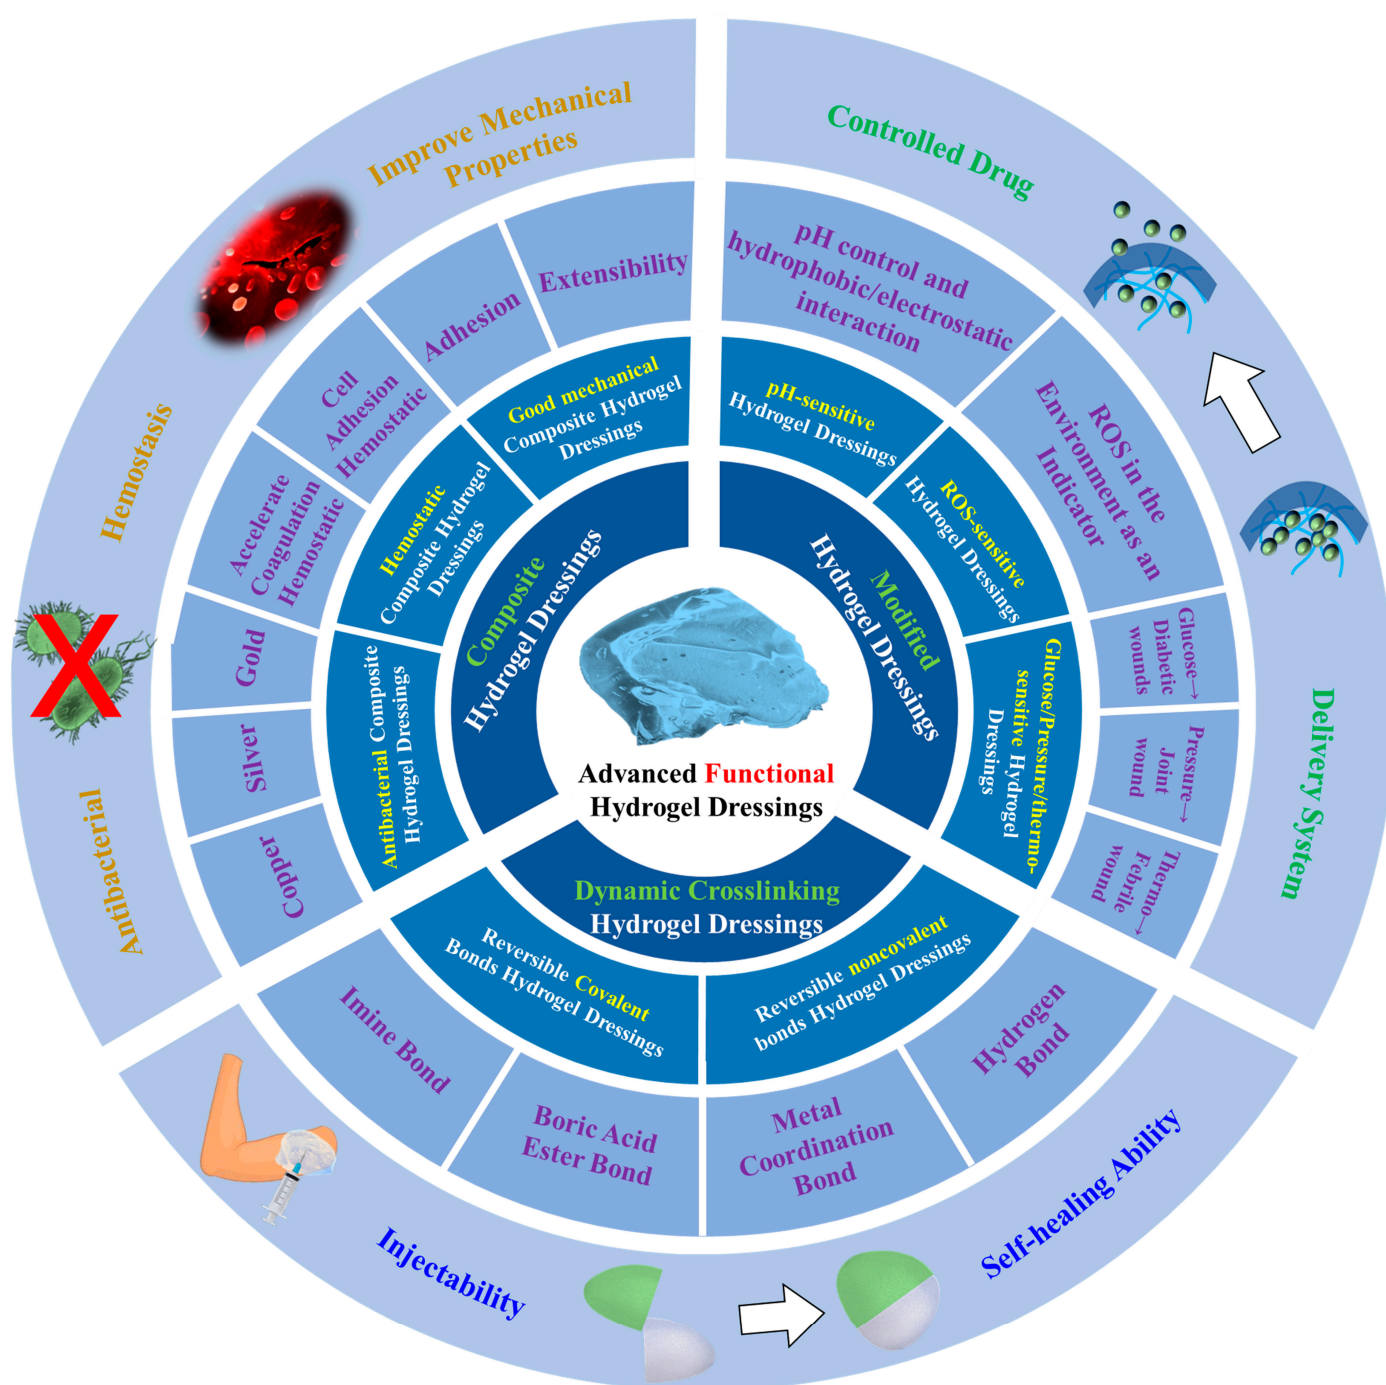 Advanced Functional
Hydrogel Dressings
Composite
Hydrogel Dressings
Good mechanical
Composite Hydrogel
Dressings
Extensibility
Adhesion
Improve Mechanical
Properties
Hemostatic
Composite Hydrogel
Dressings
Cell
Adhesion
Hemostatic
Accelerate
Coagulation
Hemostatic
Hemostasis
Antibacterial Composite
Hydrogel Dressings
Gold
Silver
Copper
Antibacterial
X
Modified
Hydrogel Dressings
pH-sensitive
Hydrogel Dressings
pH control and
hydrophobic/electrostatic
interaction
ROS-sensitive
Hydrogel Dressings
ROS in the
Environment as an
Indicator
Glucose/Pressure/thermo-
sensitive Hydrogel
Dressings
Glucose→
Diabetic
wounds
Pressure→
Joint
wound
Thermo→
Febrile
wound
Controlled Drug
Delivery System
Dynamic Crosslinking
Hydrogel Dressings
Reversible Covalent
Bonds Hydrogel Dressings
Imine Bond
Boric Acid
Ester Bond
Reversible noncovalent
bonds Hydrogel Dressings
Metal
Coordination
Bond
Hydrogen
Bond
Injectability
Self-healing Ability